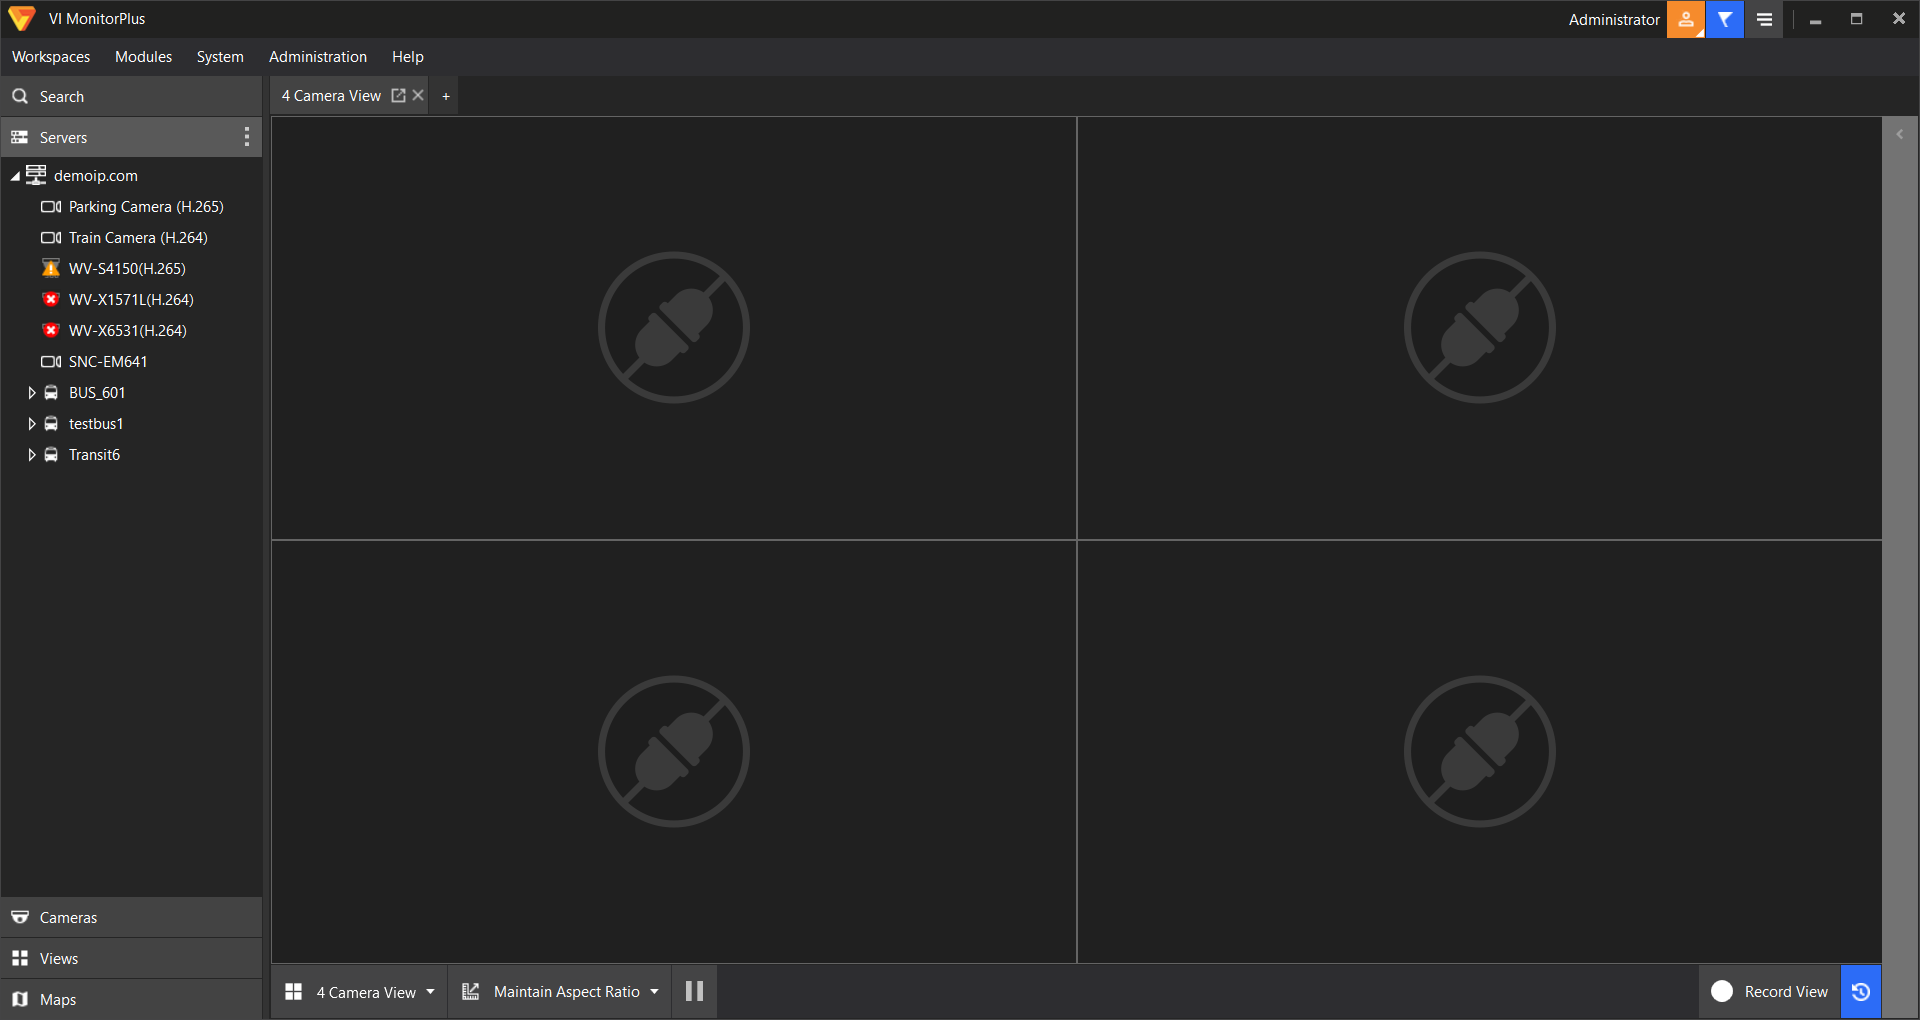 VI MonitorPlus
Administrator
Workspaces Modules System Administration Help
Search
4 Camera View +
Servers
demoip.com
Parking Camera (H.265)
Train Camera (H.264)
WV-S4150(H.265)
WV-X1571L(H.264)
WV-X6531(H.264)
SNC-EM641
BUS_601
testbus1
Transit6
Cameras
Views
Maps
4 Camera View
Maintain Aspect Ratio
Record View